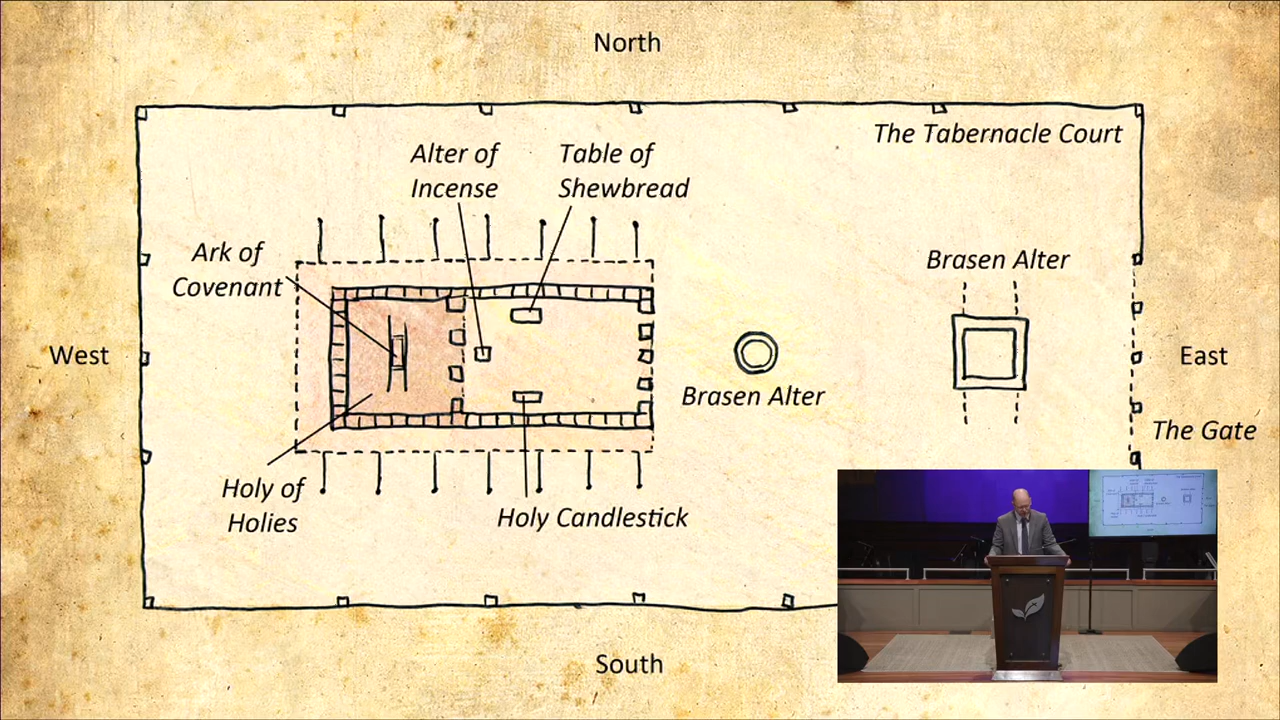 North
The Tabernacle Court
Alter of
Incense
Table of
Shewbread
Ark of
Covenant
Brasen Alter
West
East
Brasen Alter
The Gate
Holy of
Holies
Holy Candlestick
South